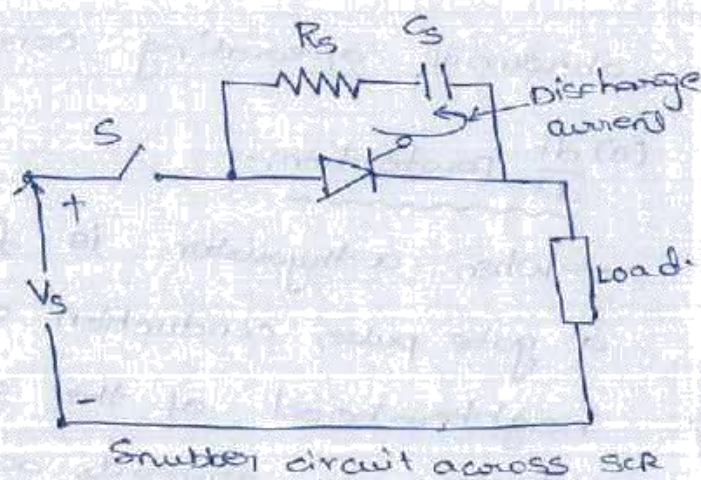 Rs Cs
Discharge
current
S
+
Vs
Load.
-
Snubber circuit across SCR